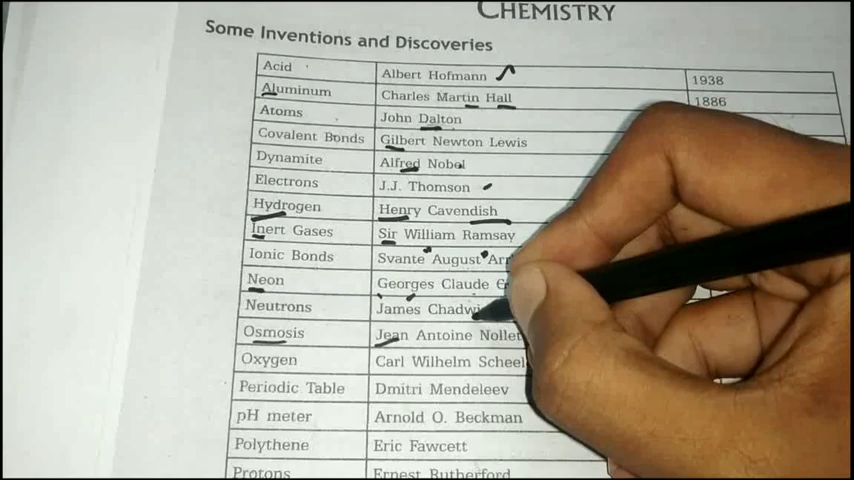 CHEMISTRY
Some Inventions and Discoveries
Acid Albert Hofmann 1938
Aluminum Charles Martin Hall 1886
Atoms John Dalton
Covalent Bonds Gilbert Newton Lewis
Dynamite Alfred Nobel
Electrons J.J. Thomson
Hydrogen Henry Cavendish
Inert Gases Sir William Ramsay
Ionic Bonds Svante August
Neon Georges Claude
Neutrons James
Osmosis Jean Antoine Nollet
Oxygen Carl Wilhelm
Periodic Table Dmitri Mendeleev
pH meter Arnold O. Beckman
Polythene Eric Fawcett
Protons Ernest Rutherford